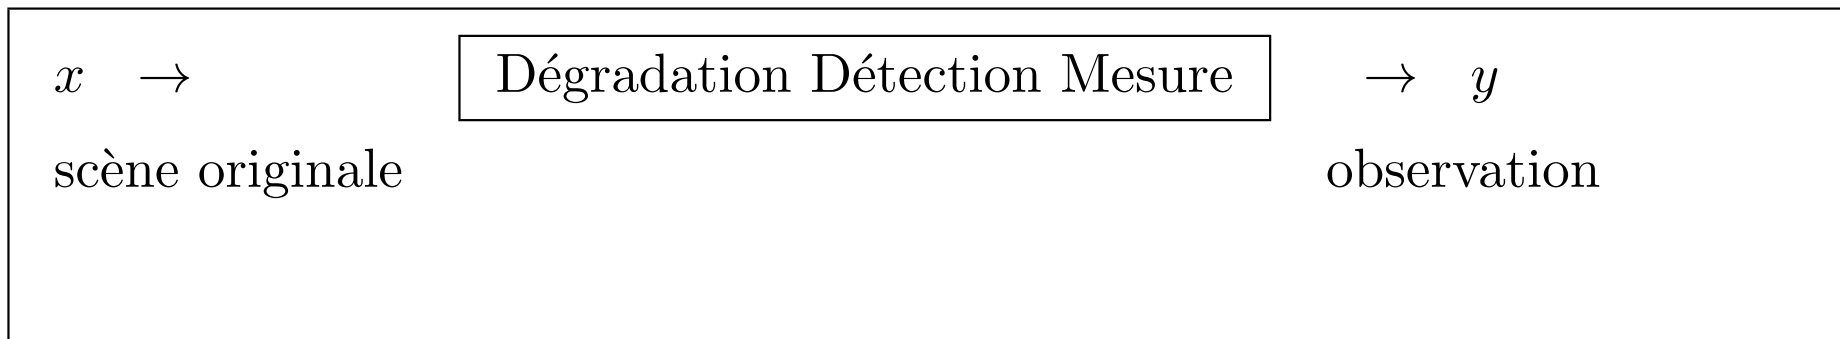 x → Dégradation Détection Mesure → y
scène originale observation